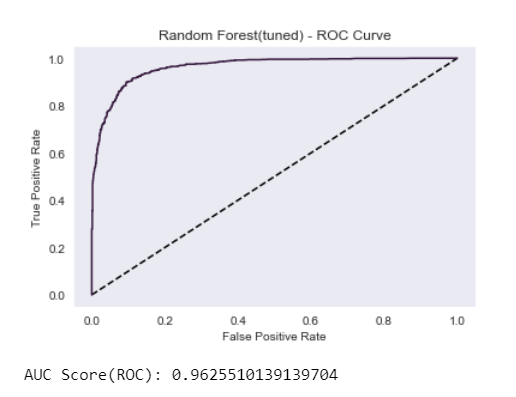 Random Forest(tuned) - ROC Curve
True Positive Rate
1.0
0.8
0.6
0.4
0.2
0.0
0.0 0.2 0.4 0.6 0.8 1.0
False Positive Rate
AUC Score(ROC): 0.9625510139139704